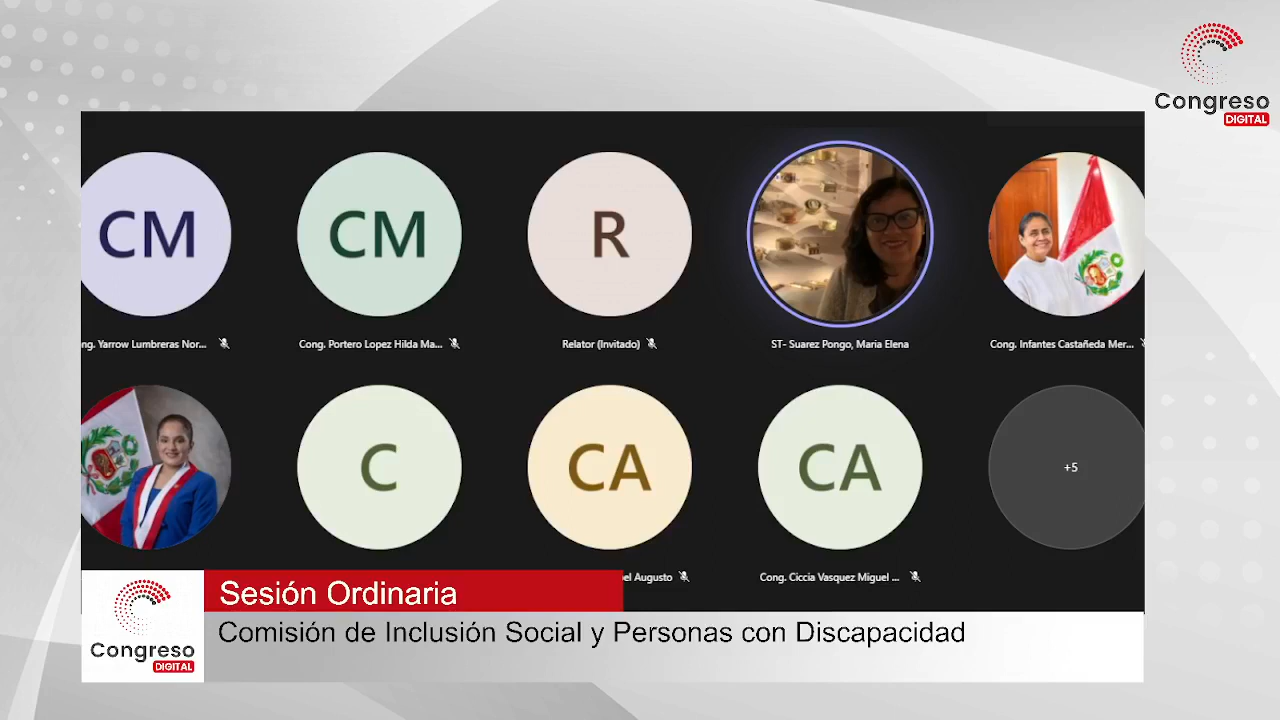 Congreso
DIGITAL
CM
CM
R
ng. Yarrow Lumbreras Nor...
Cong. Portero Lopez Hilda Ma...
Relator (Invitado)
ST- Suarez Pongo, Maria Elena
Cong. Infantes Castañeda Mer...
C
CA
CA
+5
el Augusto
Cong. Ciccia Vasquez Miguel ...
Congreso
DIGITAL
Sesión Ordinaria
Comisión de Inclusión Social y Personas con Discapacidad